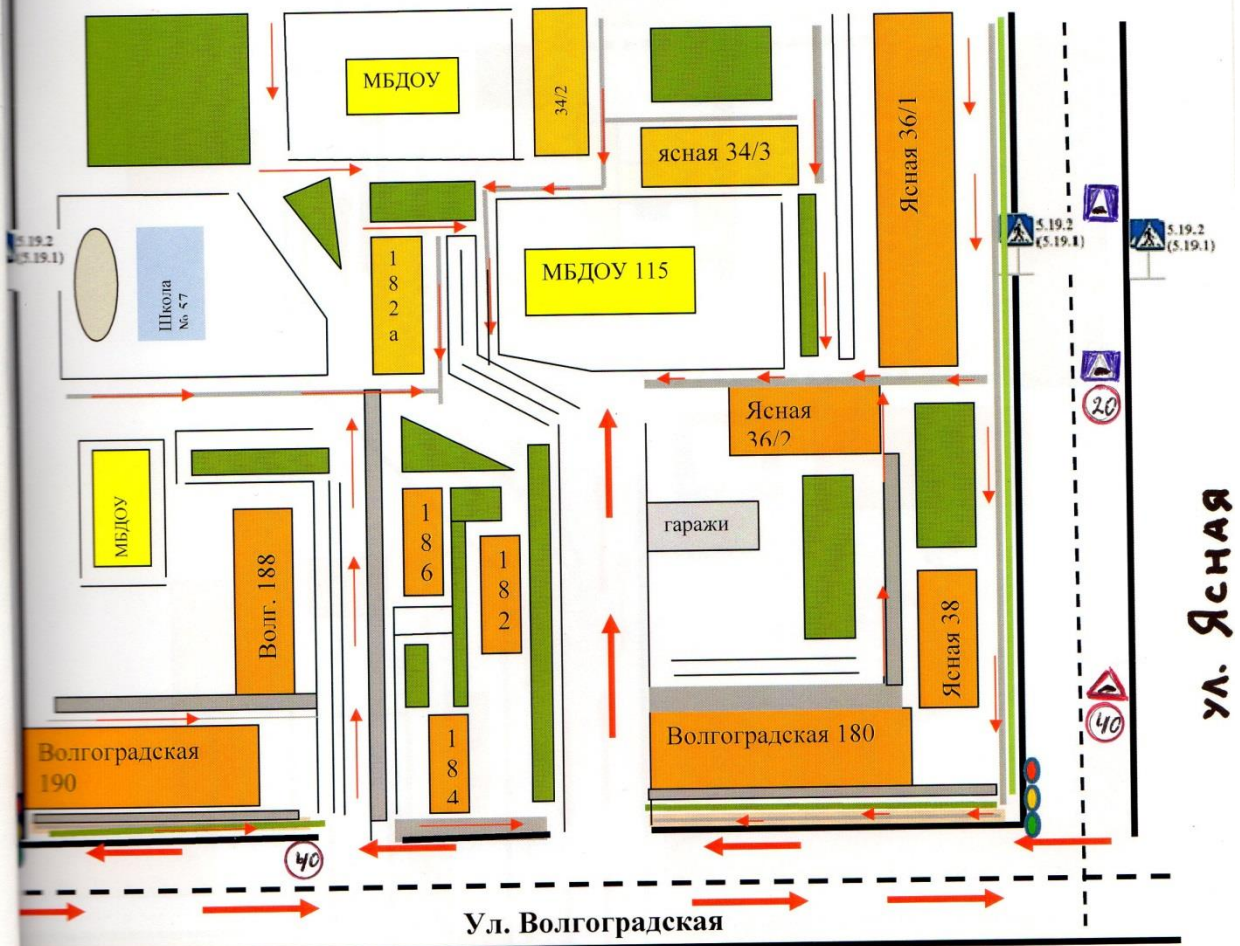 МБДОУ
34/2
ясная 34/3
Ясная 36/1
5.19.2
(5.19.1)
Школа
№ 57
1
8
2
а
МБДОУ 115
5.19.2
(5.19.1)
5.19.2
(5.19.1)
20
Ясная
36/2
МБДОУ
Волг. 188
1
8
6
1
8
2
гаражи
Ясная 38
ул. Ясная
40
Волгоградская
190
1
8
4
Волгоградская 180
40
Ул. Волгоградская